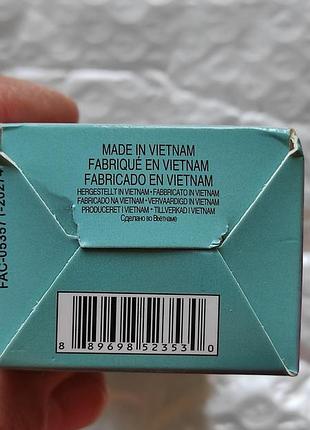 MADE IN VIETNAM
FABRIQUÉ EN VIETNAM
FABRICADO EN VIETNAM
HERGESTELLT IN VIETNAM • FABBRICATO IN VIETNAM
FABRICADO NA VIETNAM • VERVAARDIGD IN VIETNAM
PRODUCERET I VIETNAM • TILLVERKAD I VIETNAM
Сделано во Вьетнаме
8 89698 52353 0